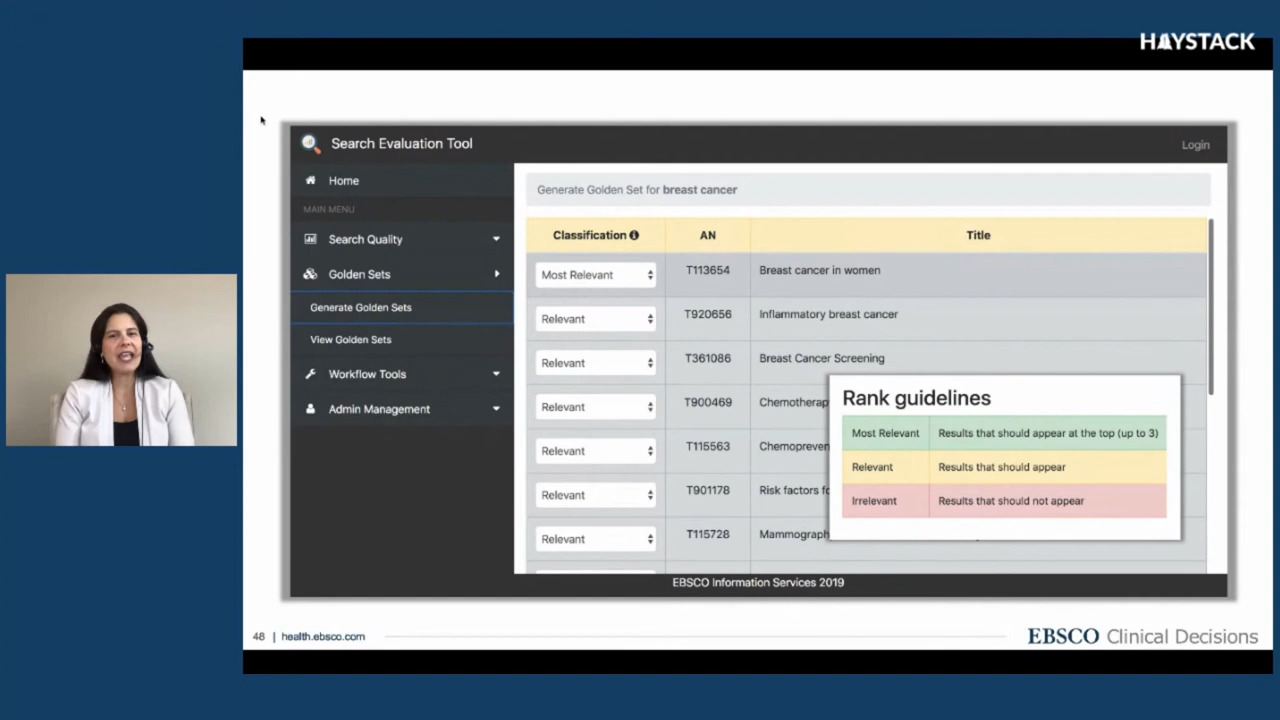 HAYSTACK
Search Evaluation Tool
Login
Home
MAIN MENU
Search Quality
Golden Sets
Generate Golden Sets
View Golden Sets
Workflow Tools
Admin Management
Generate Golden Set for breast cancer
Classification AN Title
Most Relevant T113654 Breast cancer in women
Relevant T920656 Inflammatory breast cancer
Relevant T361086 Breast Cancer Screening
Relevant T900469 Chemotherap
Relevant T115563 Chemopreven
Relevant T901178 Risk factors fo
Relevant T115728 Mammograph
Rank guidelines
Most Relevant Results that should appear at the top (up to 3)
Relevant Results that should appear
Irrelevant Results that should not appear
EBSCO Information Services 2019
48 | health.ebsco.com
EBSCO Clinical Decisions